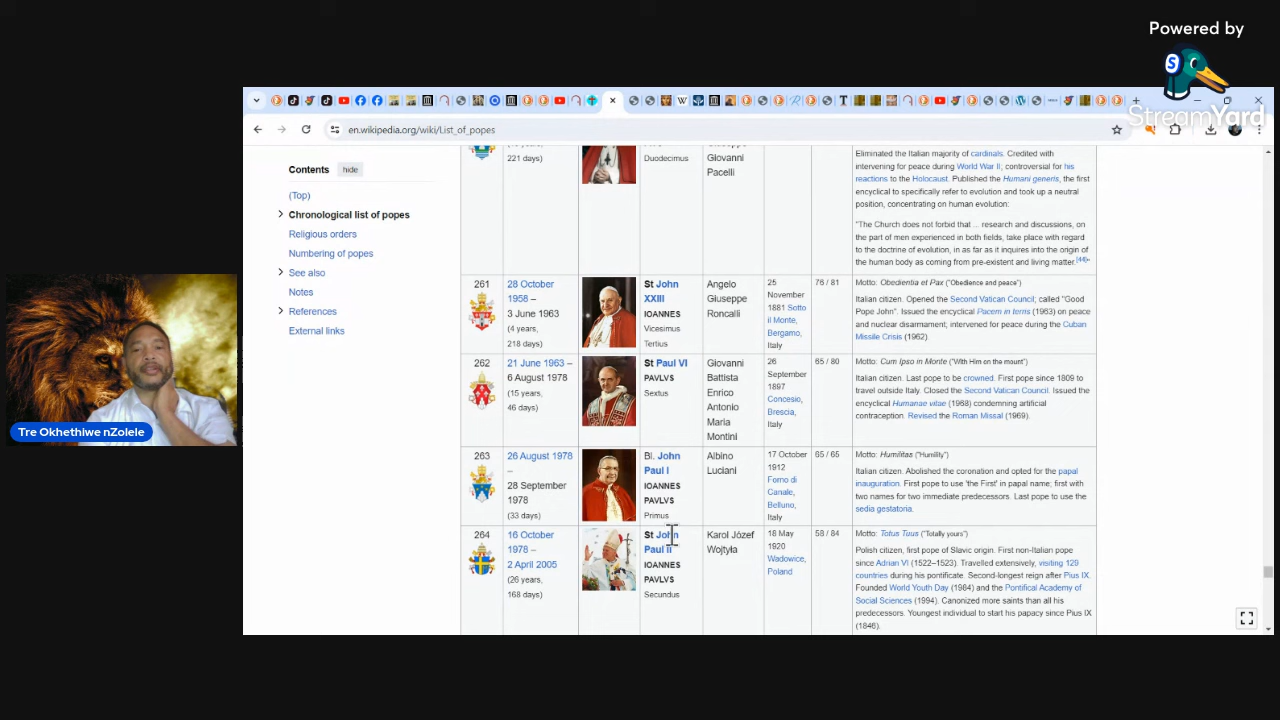 Powered by
S
StreamYard
en.wikipedia.org/wiki/List_of_popes
Contents hide
(Top)
Chronological list of popes
Religious orders
Numbering of popes
See also
Notes
References
External links
221 days)
Duodecimus
Giovanni
Pacelli
Eliminated the Italian majority of cardinals. Credited with
intervening for peace during World War II; controversial for his
reactions to the Holocaust. Published the Humani generis, the first
encyclical to specifically refer to evolution and took up a neutral
position, concentrating on human evolution:
"The Church does not forbid that ... research and discussions, on
the part of men experienced in both fields, take place with regard
to the doctrine of evolution, in as far as it inquires into the origin of
the human body as coming from pre-existent and living matter.[44]"
261
28 October
1958 –
3 June 1963
(4 years,
218 days)
St John
XXIII
IOANNES
Vicesimus
Tertius
Angelo
Giuseppe
Roncalli
25
November
1881 Sotto
il Monte,
Bergamo,
Italy
76 / 81
Motto: Obedientia et Pax ("Obedience and peace")
Italian citizen. Opened the Second Vatican Council; called "Good
Pope John". Issued the encyclical Pacem in terris (1963) on peace
and nuclear disarmament; intervened for peace during the Cuban
Missile Crisis (1962).
262
21 June 1963 –
6 August 1978
(15 years,
46 days)
St Paul VI
PAVLVS
Sextus
Giovanni
Battista
Enrico
Antonio
Maria
Montini
26
September
1897
Concesio,
Brescia,
Italy
65 / 80
Motto: Cum Ipso in Monte ("With Him on the mount")
Italian citizen. Last pope to be crowned. First pope since 1809 to
travel outside Italy. Closed the Second Vatican Council. Issued the
encyclical Humanae vitae (1968) condemning artificial
contraception. Revised the Roman Missal (1969).
263
26 August 1978
–
28 September
1978
(33 days)
Bl. John
Paul I
IOANNES
PAVLVS
Primus
Albino
Luciani
17 October
1912
Forno di
Canale,
Belluno,
Italy
65 / 65
Motto: Humilitas ("Humility")
Italian citizen. Abolished the coronation and opted for the papal
inauguration. First pope to use 'the First' in papal name; first with
two names for two immediate predecessors. Last pope to use the
sedia gestatoria.
264
16 October
1978 –
2 April 2005
(26 years,
168 days)
St John
Paul II
IOANNES
PAVLVS
Secundus
Karol Józef
Wojtyła
18 May
1920
Wadowice,
Poland
58 / 84
Motto: Totus Tuus ("Totally yours")
Polish citizen, first pope of Slavic origin. First non-Italian pope
since Adrian VI (1522–1523). Travelled extensively, visiting 129
countries during his pontificate. Second-longest reign after Pius IX.
Founded World Youth Day (1984) and the Pontifical Academy of
Social Sciences (1994). Canonized more saints than all his
predecessors. Youngest individual to start his papacy since Pius IX
(1846).
Tre Okhethiwe nZolele